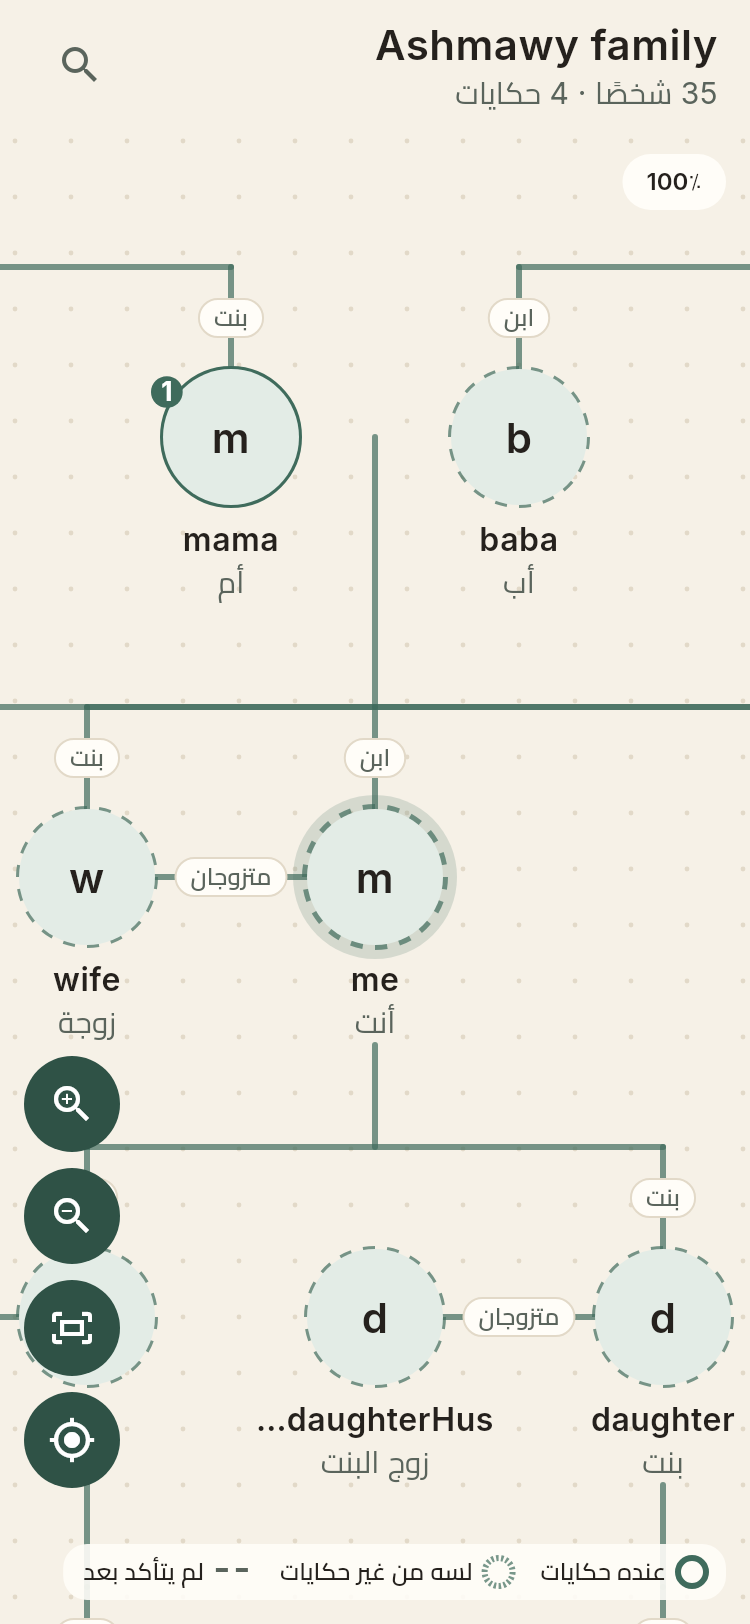 Ashmawy family
35 شخصًا · 4 حكايات
100٪
بنت
ابن
1
m
b
mama
baba
أم
أب
بنت
ابن
w
متزوجان
m
wife
me
زوجة
أنت
بنت
d
متزوجان
d
daughterHus...
daughter
زوج البنت
بنت
عنده حكايات
لسه من غير حكايات
لم يتأكد بعد